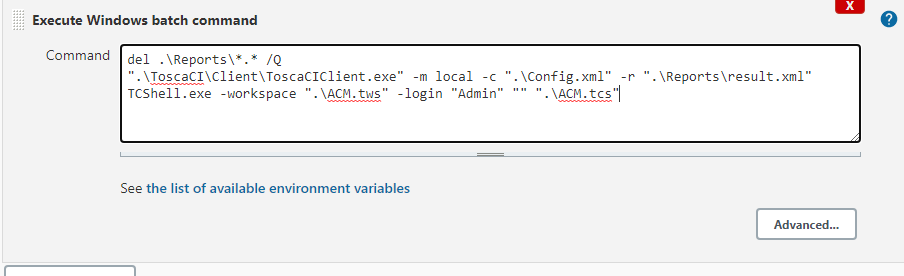 X
Execute Windows batch command
?
Command
del .\Reports\*.* /Q
".\ToscaCI\Client\ToscaCIClient.exe" -m local -c ".\Config.xml" -r ".\Reports\result.xml"
TCShell.exe -workspace ".\ACM.tws" -login "Admin" "" ".\ACM.tcs"
See the list of available environment variables
Advanced...